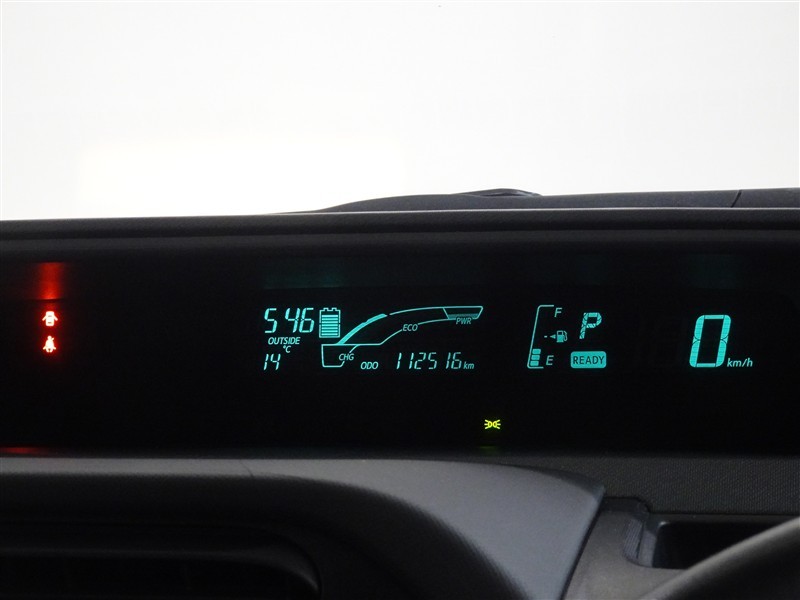 5 46
OUTSIDE
°C
14
CHG
ECO
PWR
ODO 112516 km
F
E
P
READY
0 km/h